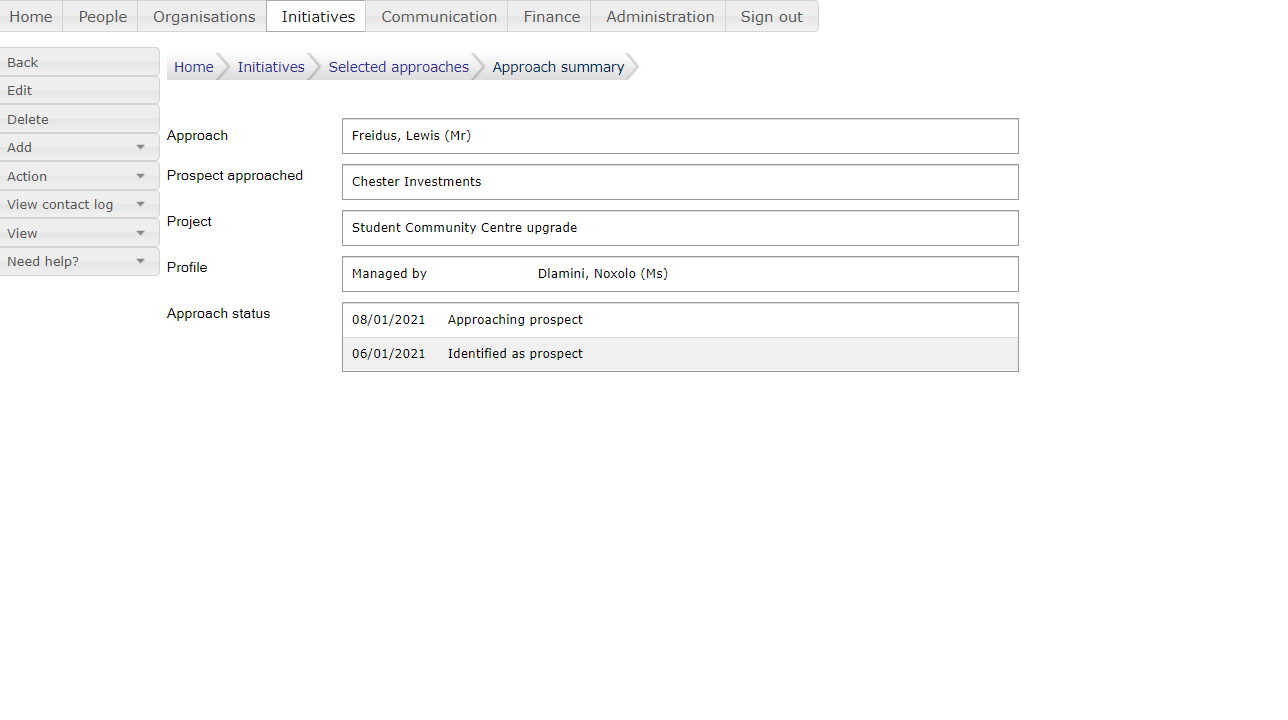 Home People Organisations Initiatives Communication Finance Administration Sign out
Back
Edit
Delete
Add
Action
View contact log
View
Need help?
Home Initiatives Selected approaches Approach summary
Approach Freidus, Lewis (Mr)
Prospect approached Chester Investments
Project Student Community Centre upgrade
Profile Managed by Dlamini, Noxolo (Ms)
Approach status 08/01/2021 Approaching prospect
06/01/2021 Identified as prospect